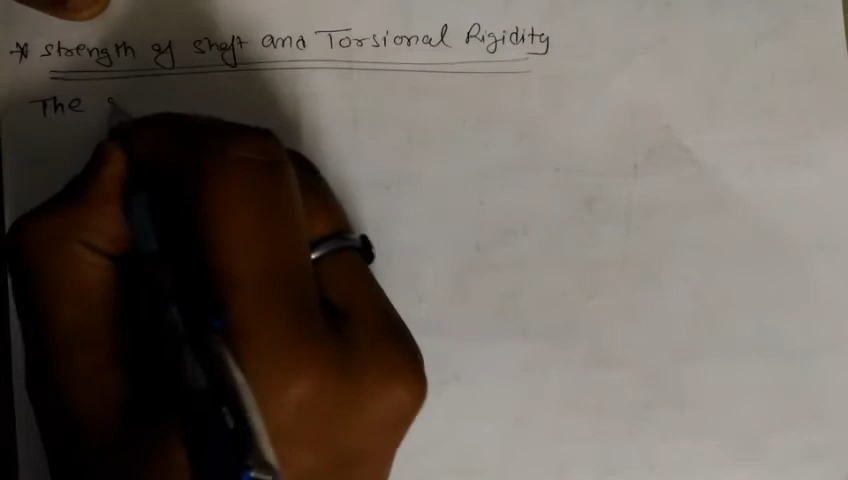 * Strength of Shaft and Torsional Rigidity
The